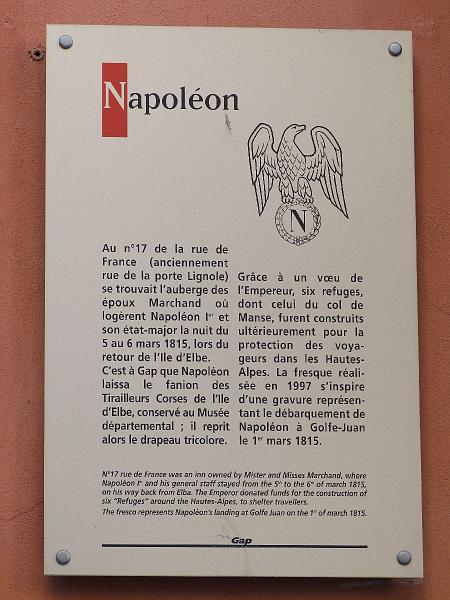 Napoléon
N
Au n°17 de la rue de
France (anciennement
rue de la porte Lignole)
se trouvait l'auberge des
époux Marchand où
logèrent Napoléon Ier et
son état-major la nuit du
5 au 6 mars 1815, lors du
retour de l'Ile d'Elbe.
C'est à Gap que Napoléon
laissa le fanion des
Tirailleurs Corses de l'Ile
d'Elbe, conservé au Musée
départemental ; il reprit
alors le drapeau tricolore.
Grâce à un vœu de
l'Empereur, six refuges,
dont celui du col de
Manse, furent construits
ultérieurement pour la
protection des voya-
geurs dans les Hautes-
Alpes. La fresque réali-
sée en 1997 s'inspire
d'une gravure représen-
tant le débarquement de
Napoléon à Golfe-Juan
le 1er mars 1815.
N°17 rue de France was an inn owned by Mister and Misses Marchand, where
Napoléon Ier and his general staff stayed from the 5th to the 6th of march 1815,
on his way back from Elba. The Emperor donated funds for the construction of
six "Refuges" around the Hautes-Alpes, to shelter travellers.
The fresco represents Napoléon's landing at Golfe Juan on the 1st of march 1815.
Gap